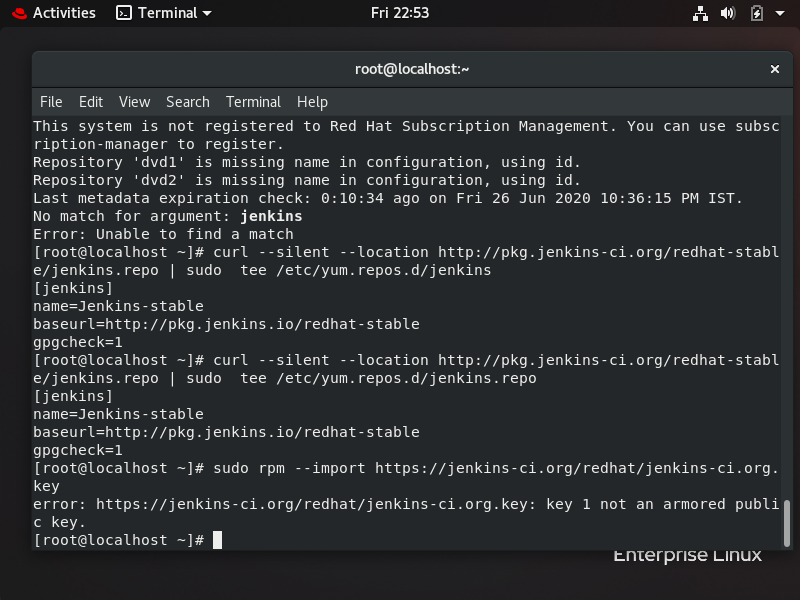 Activities Terminal Fri 22:53
root@localhost:~ ×
File Edit View Search Terminal Help
This system is not registered to Red Hat Subscription Management. You can use subsc
ription-manager to register.
Repository 'dvd1' is missing name in configuration, using id.
Repository 'dvd2' is missing name in configuration, using id.
Last metadata expiration check: 0:10:34 ago on Fri 26 Jun 2020 10:36:15 PM IST.
No match for argument: jenkins
Error: Unable to find a match
[root@localhost ~]# curl --silent --location http://pkg.jenkins-ci.org/redhat-stabl
e/jenkins.repo | sudo  tee /etc/yum.repos.d/jenkins
[jenkins]
name=Jenkins-stable
baseurl=http://pkg.jenkins.io/redhat-stable
gpgcheck=1
[root@localhost ~]# curl --silent --location http://pkg.jenkins-ci.org/redhat-stabl
e/jenkins.repo | sudo  tee /etc/yum.repos.d/jenkins.repo
[jenkins]
name=Jenkins-stable
baseurl=http://pkg.jenkins.io/redhat-stable
gpgcheck=1
[root@localhost ~]# sudo rpm --import https://jenkins-ci.org/redhat/jenkins-ci.org.
key
error: https://jenkins-ci.org/redhat/jenkins-ci.org.key: key 1 not an armored publi
c key.
[root@localhost ~]#
Enterprise Linux